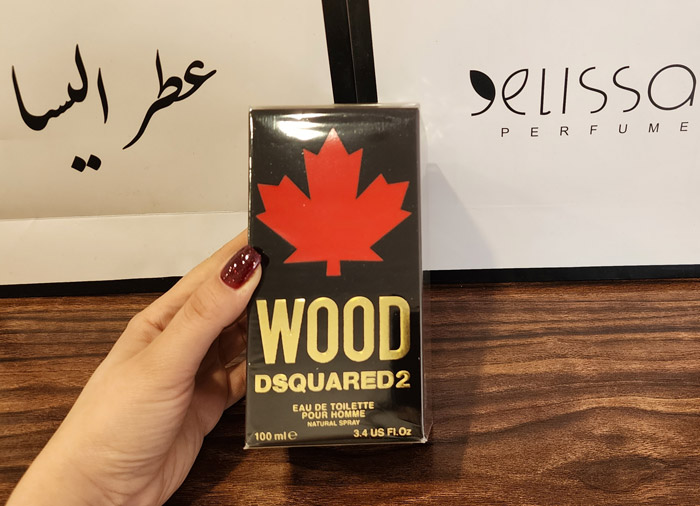 عطر اليسا
elissa
PERFUME
WOOD
DSQUARED2
EAU DE TOILETTE
POUR HOMME
NATURAL SPRAY
100 ml ℮
3.4 US Fl.Oz